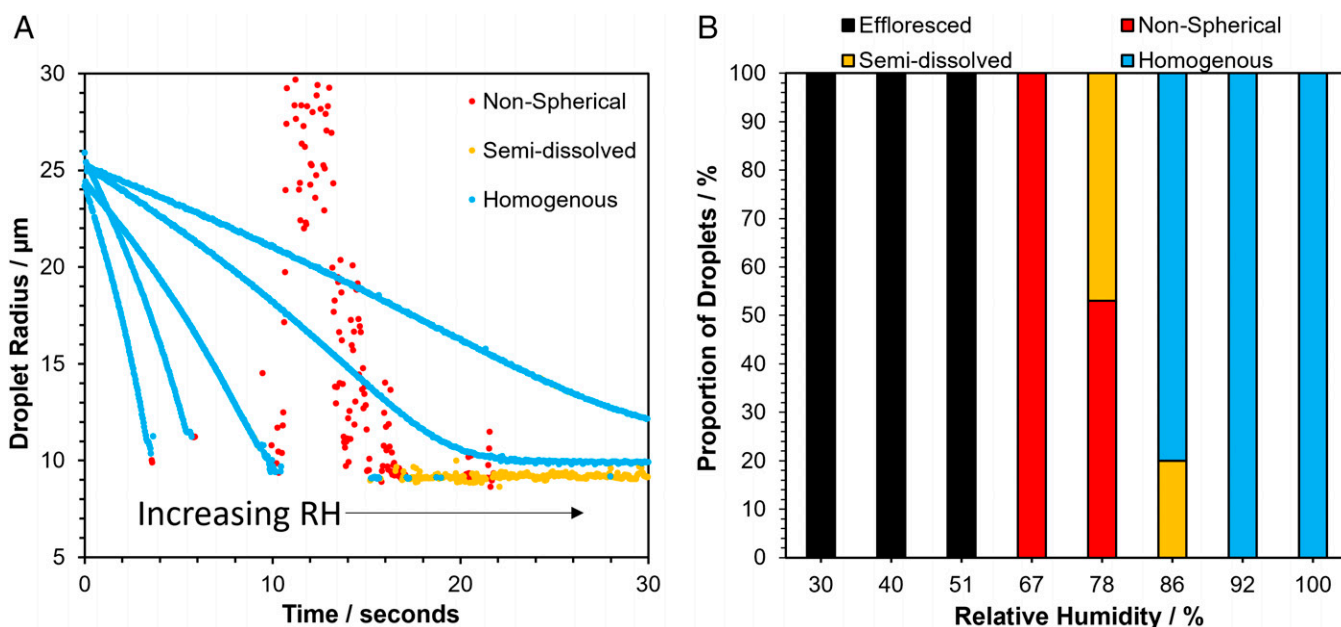 A
30
25
20
15
10
5
Droplet Radius / µm
Non-Spherical
Semi-dissolved
Homogenous
Increasing RH
0 10 20 30
Time / seconds
B
Effloresced Non-Spherical
Semi-dissolved Homogenous
100
90
80
70
60
50
40
30
20
10
0
Proportion of Droplets / %
30 40 51 67 78 86 92 100
Relative Humidity / %